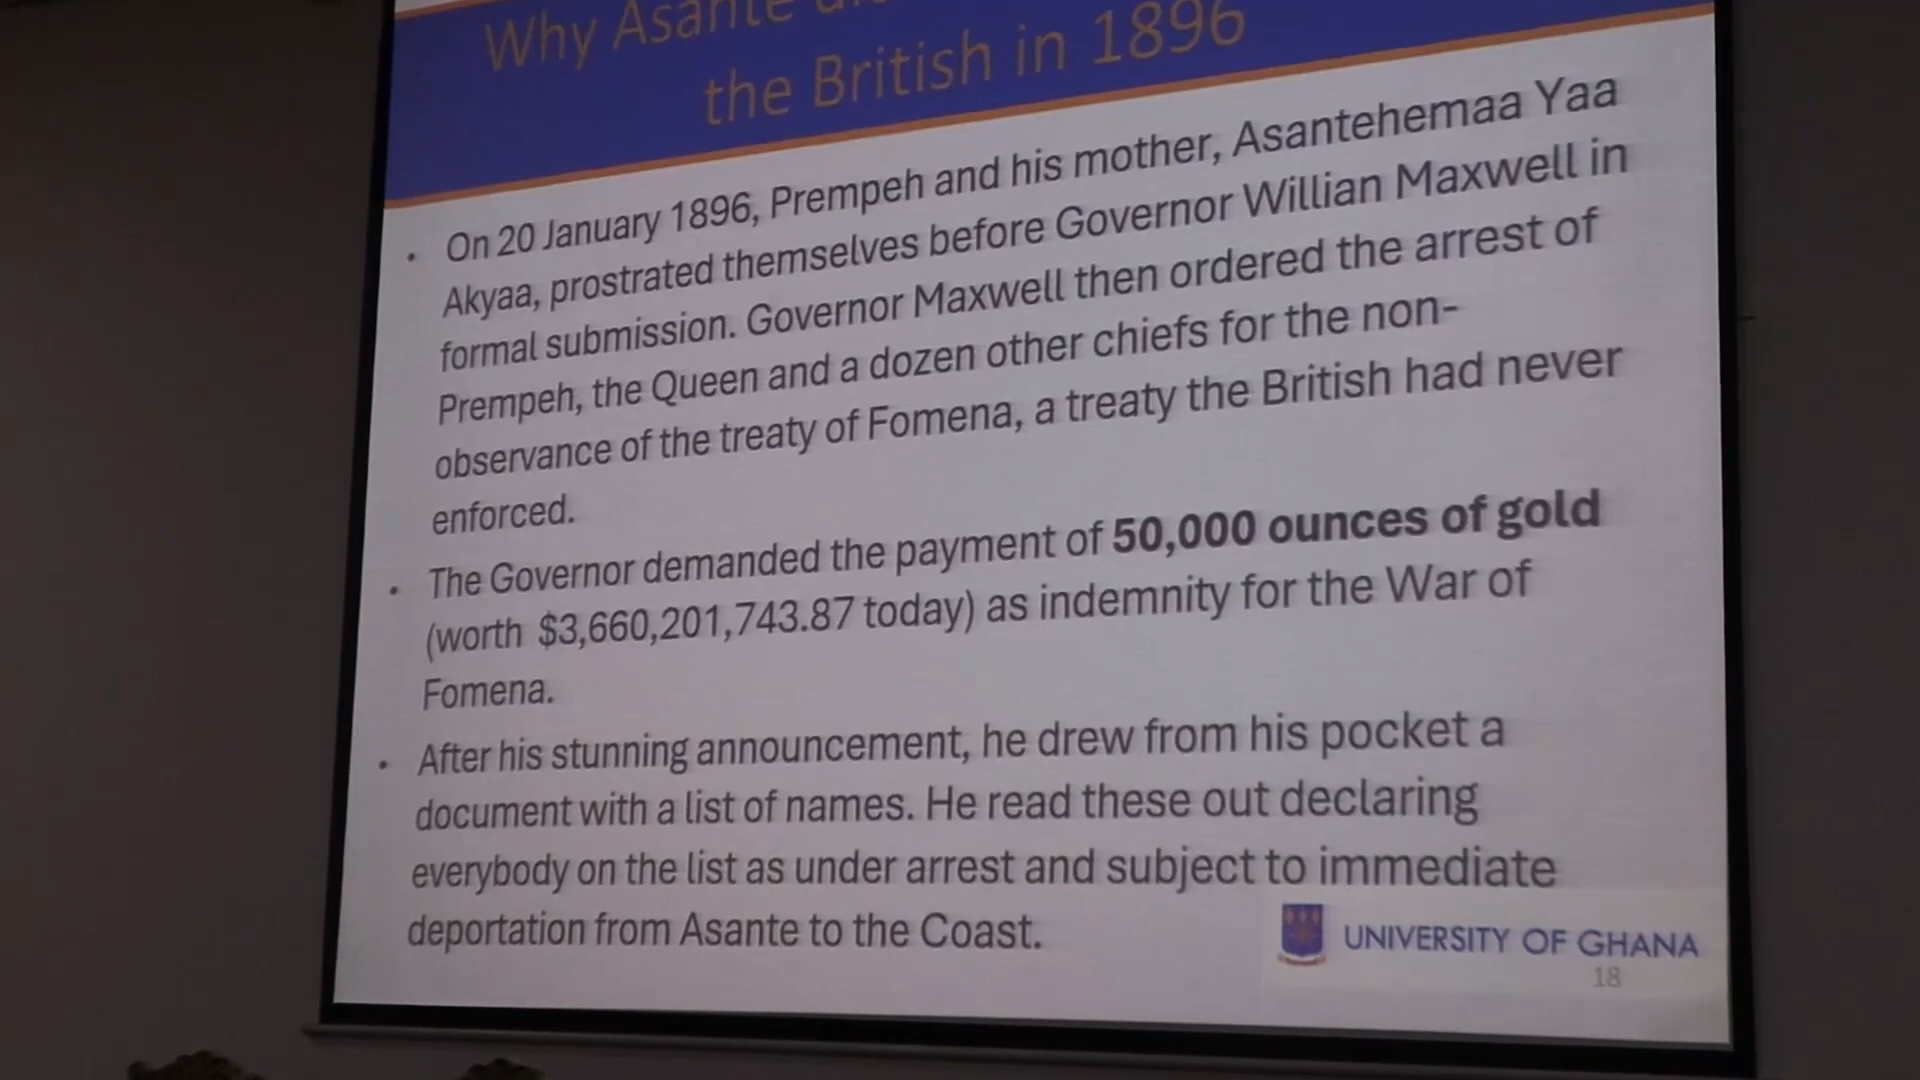 Why Asante
the British in 1896
• On 20 January 1896, Prempeh and his mother, Asantehemaa Yaa
Akyaa, prostrated themselves before Governor Willian Maxwell in
formal submission. Governor Maxwell then ordered the arrest of
Prempeh, the Queen and a dozen other chiefs for the non-
observance of the treaty of Fomena, a treaty the British had never
enforced.
• The Governor demanded the payment of 50,000 ounces of gold
(worth $3,660,201,743.87 today) as indemnity for the War of
Fomena.
• After his stunning announcement, he drew from his pocket a
document with a list of names. He read these out declaring
everybody on the list as under arrest and subject to immediate
deportation from Asante to the Coast.
UNIVERSITY OF GHANA
18